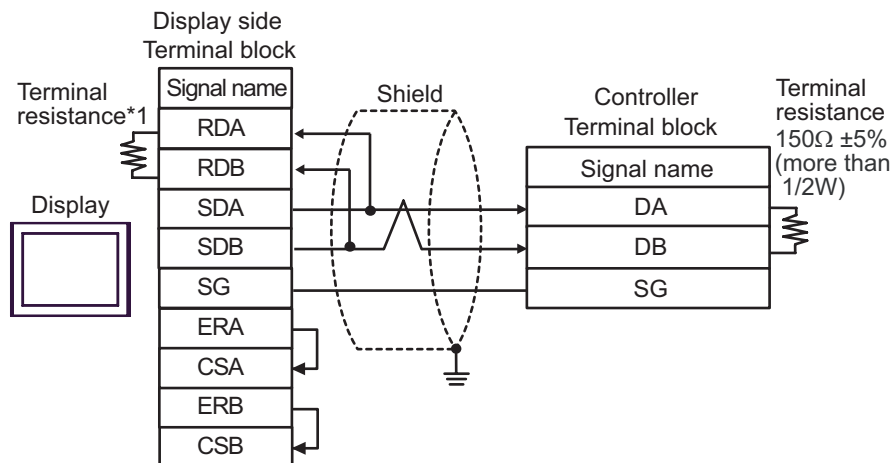 Display side
Terminal block
Signal name
RDA
RDB
SDA
SDB
SG
ERA
CSA
ERB
CSB
Terminal
resistance*1
Display
Shield
Controller
Terminal block
Signal name
DA
DB
SG
Terminal
resistance
150Ω ±5%
(more than
1/2W)